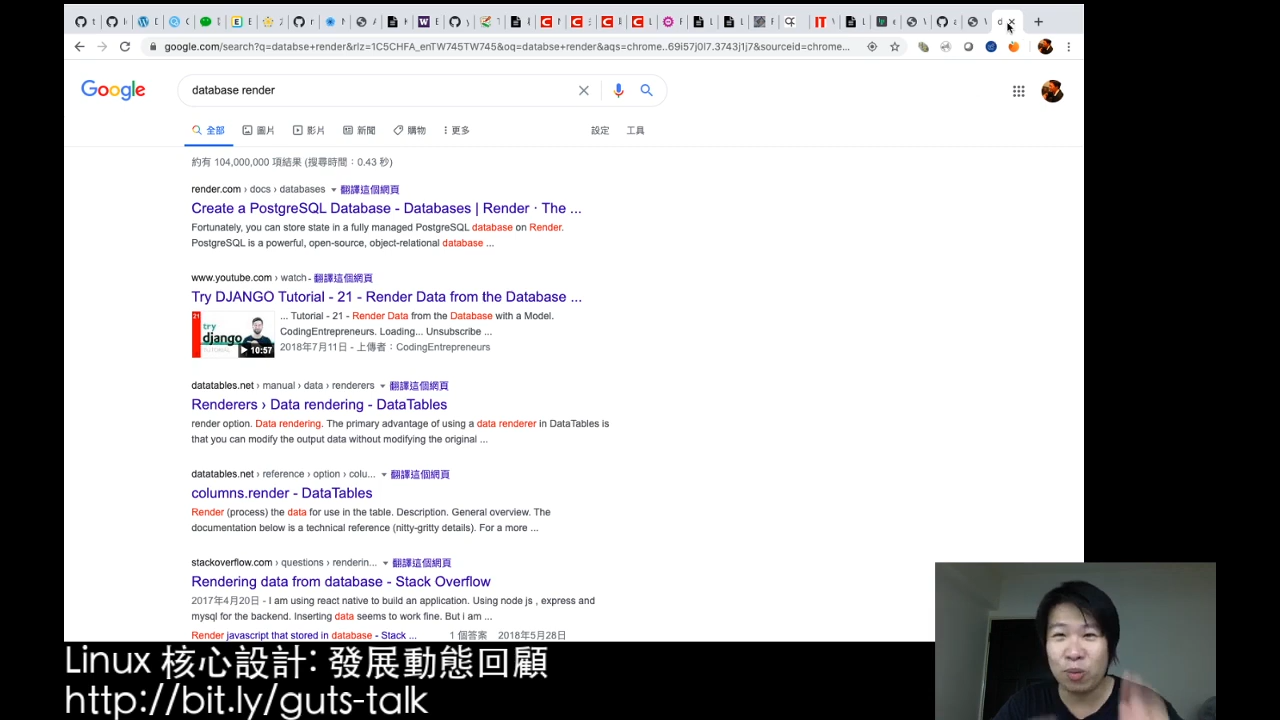 google.com/search?q=databse+render&rlz=1C5CHFA_enTW745TW745&oq=databse+render&aqs=chrome...69i57j0l7.3743j1j7&sourceid=chrome...
Google
database render
全部 圖片 影片 新聞 購物 更多 設定 工具
約有 104,000,000 項結果 (搜尋時間：0.43 秒)
render.com › docs › databases 翻譯這個網頁
Create a PostgreSQL Database - Databases | Render · The ...
Fortunately, you can store state in a fully managed PostgreSQL database on Render.
PostgreSQL is a powerful, open-source, object-relational database ...
www.youtube.com › watch - 翻譯這個網頁
Try DJANGO Tutorial - 21 - Render Data from the Database ...
21
try
django
TUTORIAL
10:57
... Tutorial - 21 - Render Data from the Database with a Model.
CodingEntrepreneurs. Loading... Unsubscribe ...
2018年7月11日 - 上傳者：CodingEntrepreneurs
datatables.net › manual › data › renderers 翻譯這個網頁
Renderers › Data rendering - DataTables
render option. Data rendering. The primary advantage of using a data renderer in DataTables is
that you can modify the output data without modifying the original ...
datatables.net › reference › option › colu... 翻譯這個網頁
columns.render - DataTables
Render (process) the data for use in the table. Description. General overview. The
documentation below is a technical reference (nitty-gritty details). For a more ...
stackoverflow.com › questions › renderin... 翻譯這個網頁
Rendering data from database - Stack Overflow
2017年4月20日 - I am using react native to build an application. Using node js , express and
mysql for the backend. Inserting data seems to work fine. But i am ...
Render javascript that stored in database - Stack ... 1 個答案 2018年5月28日
Linux 核心設計: 發展動態回顧
http://bit.ly/guts-talk